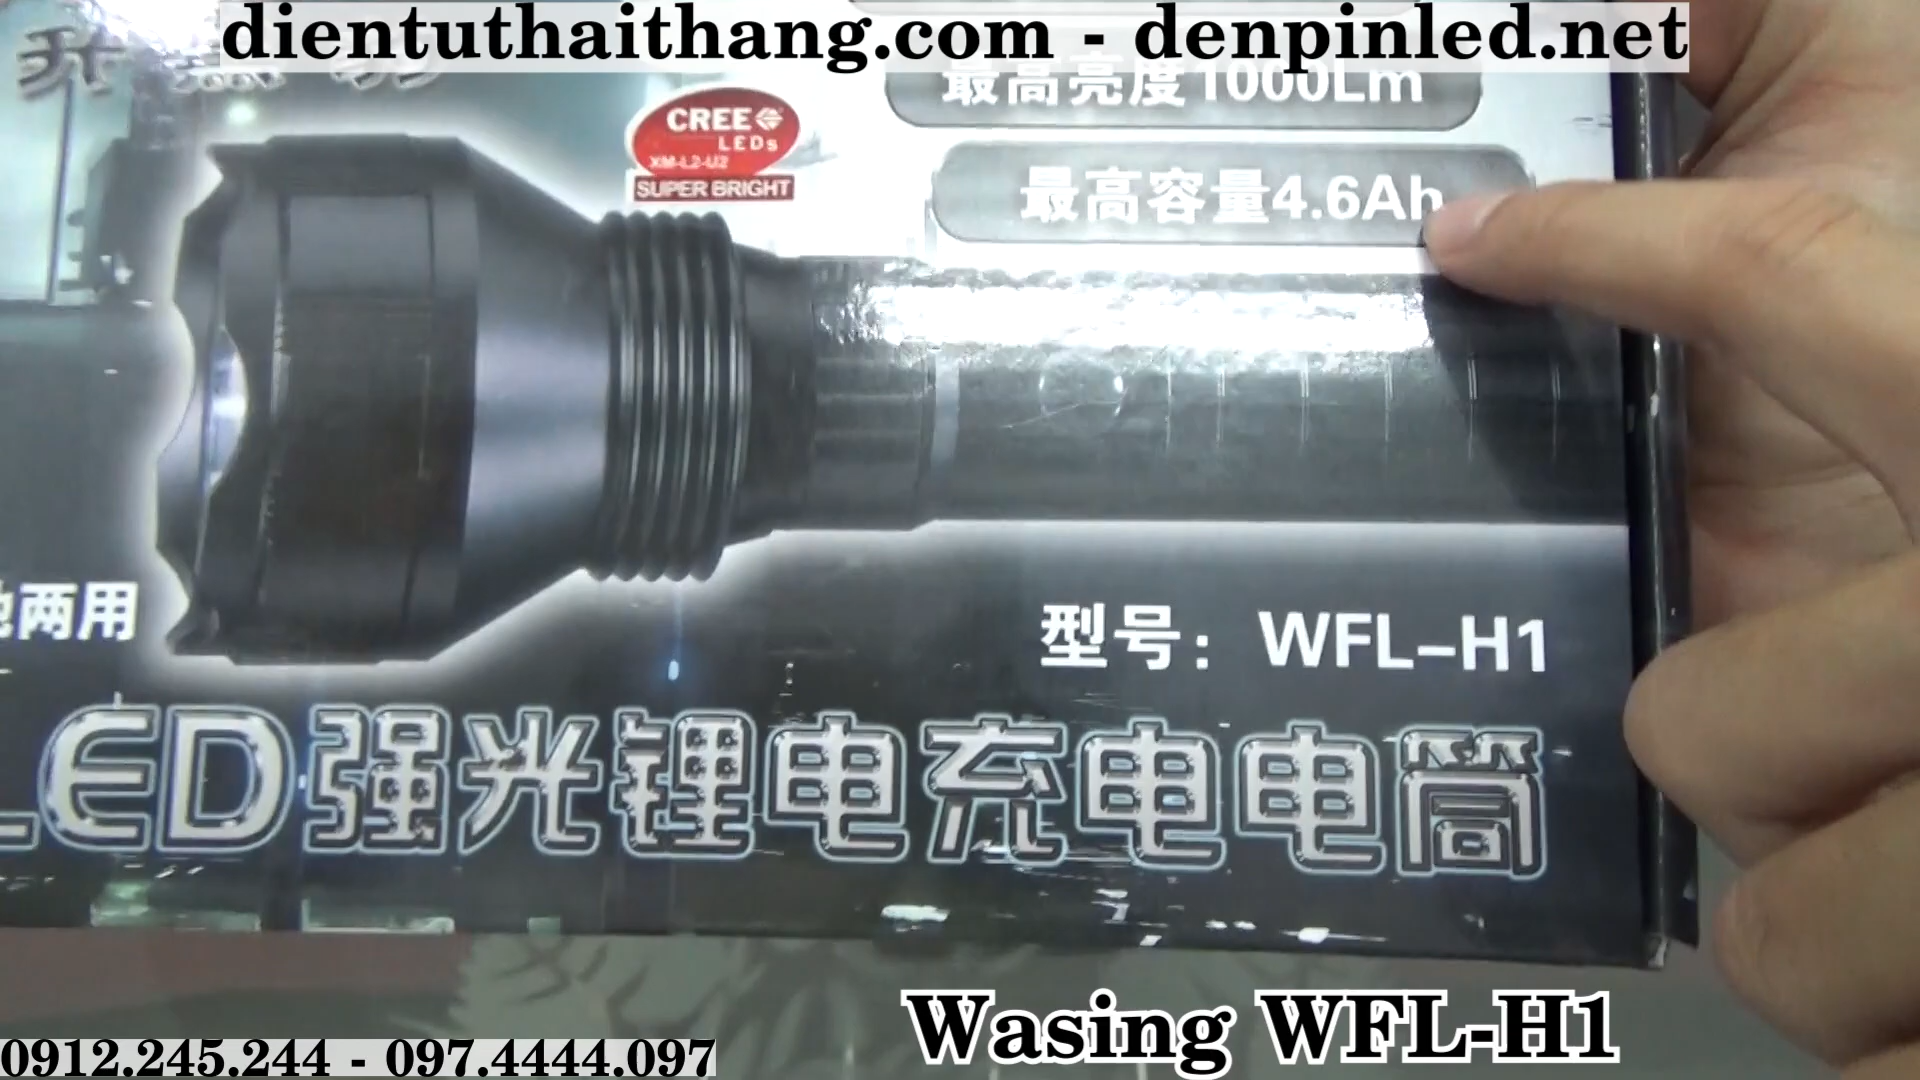 dientuthaithang.com - denpinled.net
最高亮度1000Lm
CREE
LEDs
XM-L2-U2
SUPER BRIGHT
最高容量4.6Ah
两用
型号：WFL-H1
LED强光锂电充电电筒
Wasing WFL-H1
0912.245.244 - 097.4444.097